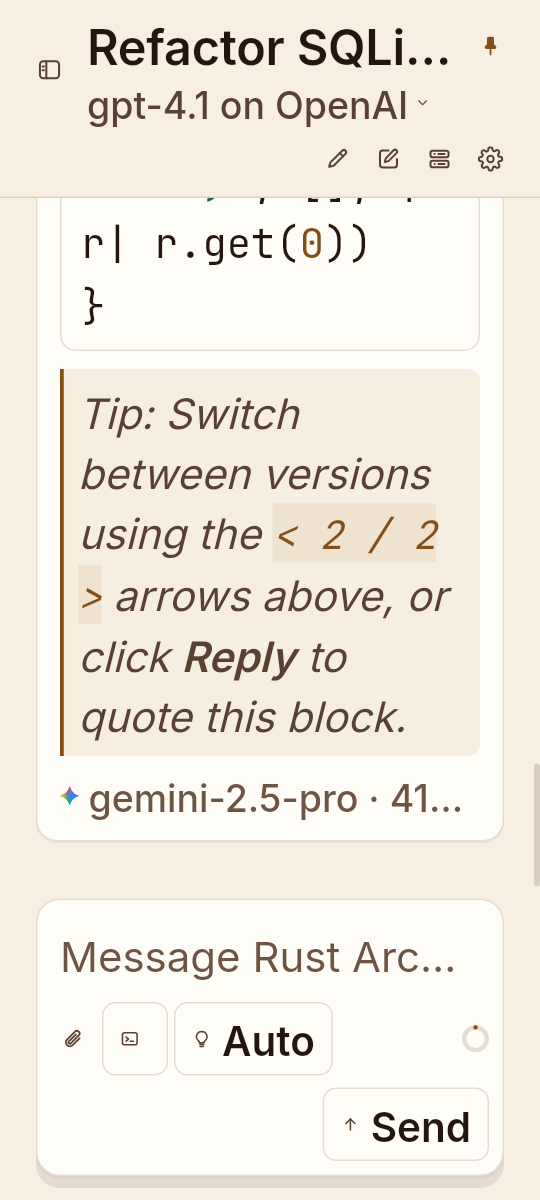 Refactor SQLi...
gpt-4.1 on OpenAI
r| r.get(0))
}
Tip: Switch
between versions
using the < 2 / 2
> arrows above, or
click Reply to
quote this block.
gemini-2.5-pro · 41...
Message Rust Arc...
Auto
Send